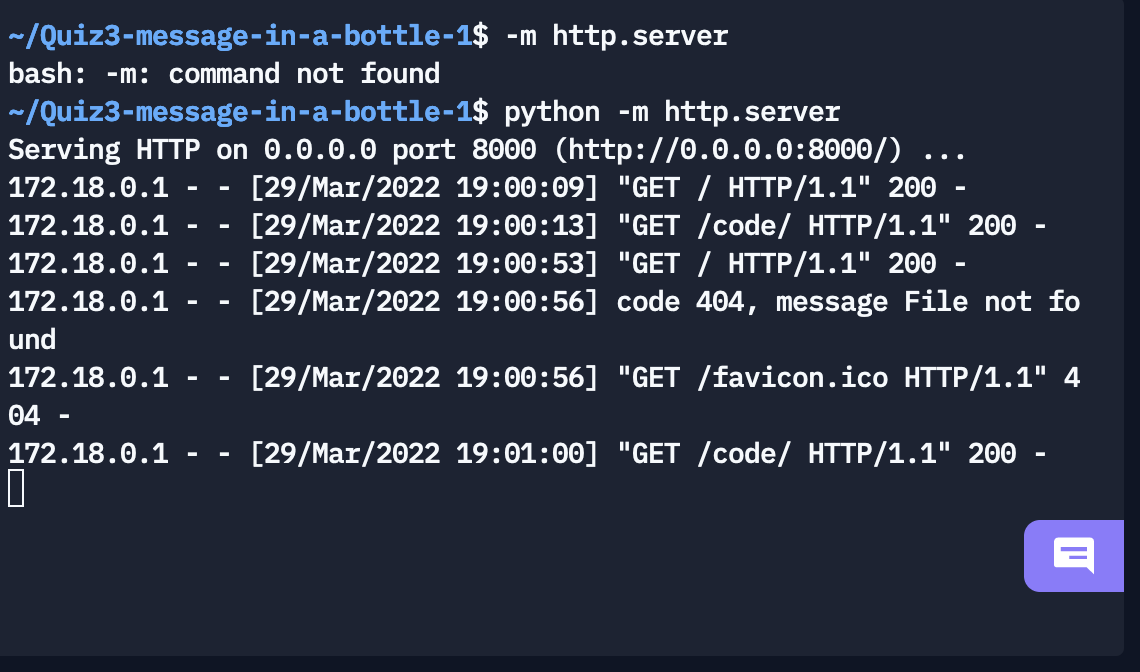 ~/Quiz3-message-in-a-bottle-1$ -m http.server
bash: -m: command not found
~/Quiz3-message-in-a-bottle-1$ python -m http.server
Serving HTTP on 0.0.0.0 port 8000 (http://0.0.0.0:8000/) ...
172.18.0.1 - - [29/Mar/2022 19:00:09] "GET / HTTP/1.1" 200 -
172.18.0.1 - - [29/Mar/2022 19:00:13] "GET /code/ HTTP/1.1" 200 -
172.18.0.1 - - [29/Mar/2022 19:00:53] "GET / HTTP/1.1" 200 -
172.18.0.1 - - [29/Mar/2022 19:00:56] code 404, message File not fo
und
172.18.0.1 - - [29/Mar/2022 19:00:56] "GET /favicon.ico HTTP/1.1" 4
04 -
172.18.0.1 - - [29/Mar/2022 19:01:00] "GET /code/ HTTP/1.1" 200 -